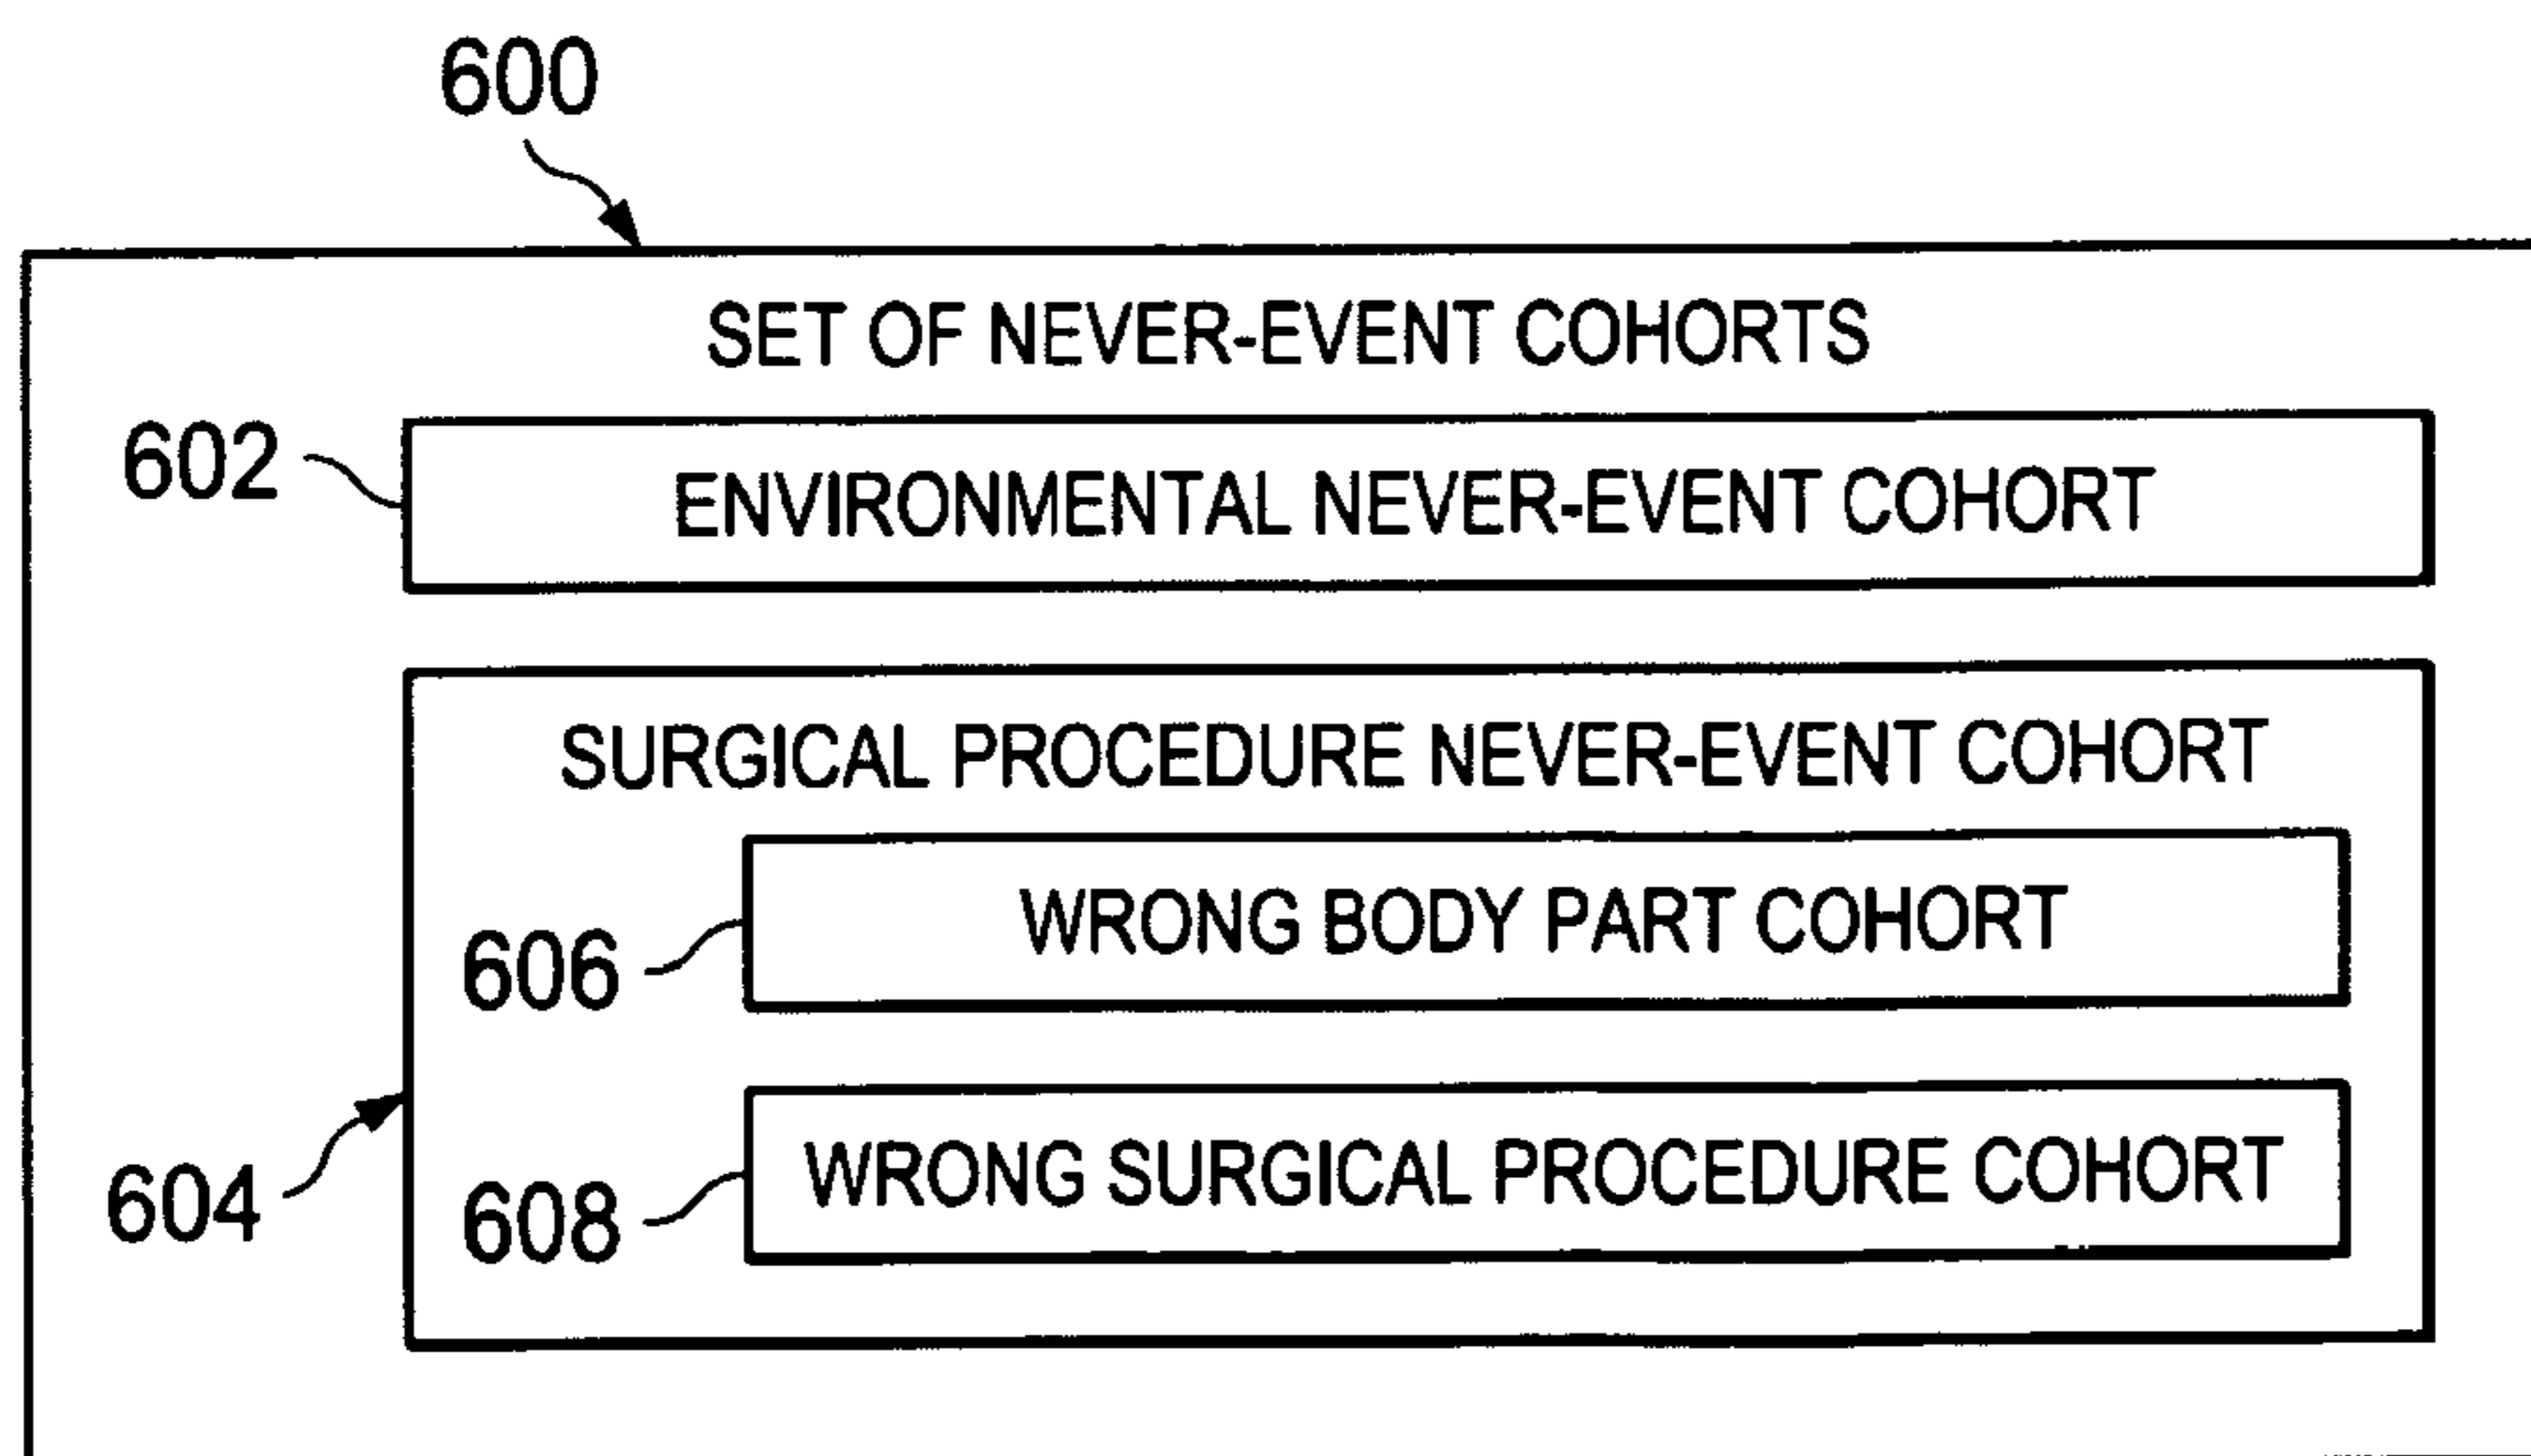 600
SET OF NEVER-EVENT COHORTS
602
ENVIRONMENTAL NEVER-EVENT COHORT
SURGICAL PROCEDURE NEVER-EVENT COHORT
606
WRONG BODY PART COHORT
604
608
WRONG SURGICAL PROCEDURE COHORT